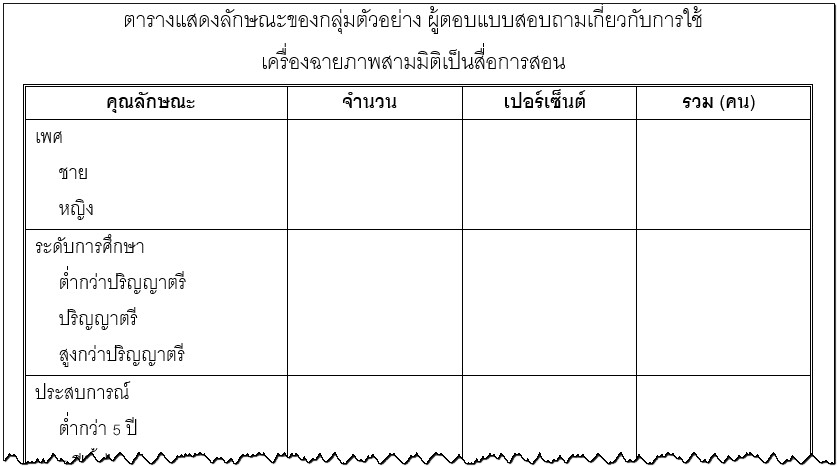 ตารางแสดงลักษณะของกลุ่มตัวอย่าง ผู้ตอบแบบสอบถามเกี่ยวกับการใช้
เครื่องฉายภาพสามมิติเป็นสื่อการสอน
คุณลักษณะ จำนวน เปอร์เซ็นต์ รวม (คน)
เพศ
ชาย
หญิง
ระดับการศึกษา
ต่ำกว่าปริญญาตรี
ปริญญาตรี
สูงกว่าปริญญาตรี
ประสบการณ์
ต่ำกว่า 5 ปี